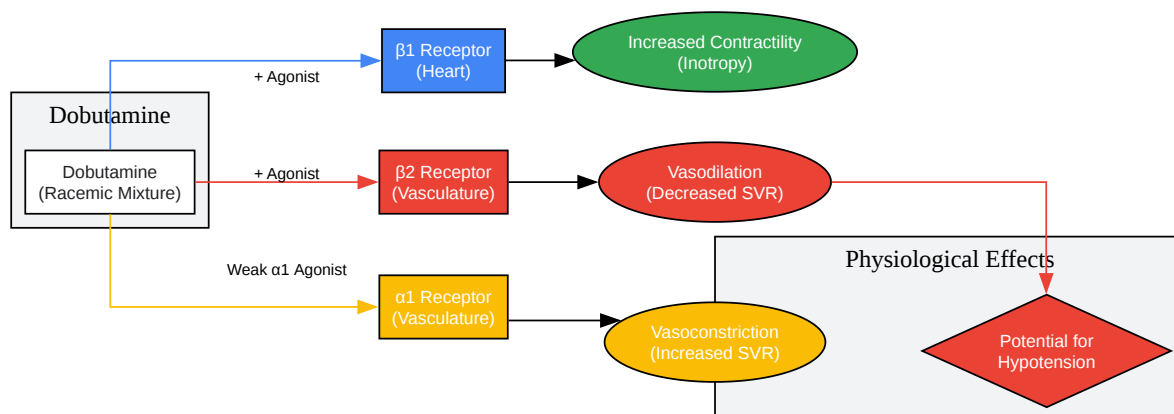 β1 Receptor
(Heart)
Increased Contractility
(Inotropy)
+ Agonist
Dobutamine
Dobutamine
(Racemic Mixture)
+ Agonist
β2 Receptor
(Vasculature)
Vasodilation
(Decreased SVR)
Weak α1 Agonist
α1 Receptor
(Vasculature)
Vasoconstriction
(Increased SVR)
Physiological Effects
Potential for
Hypotension